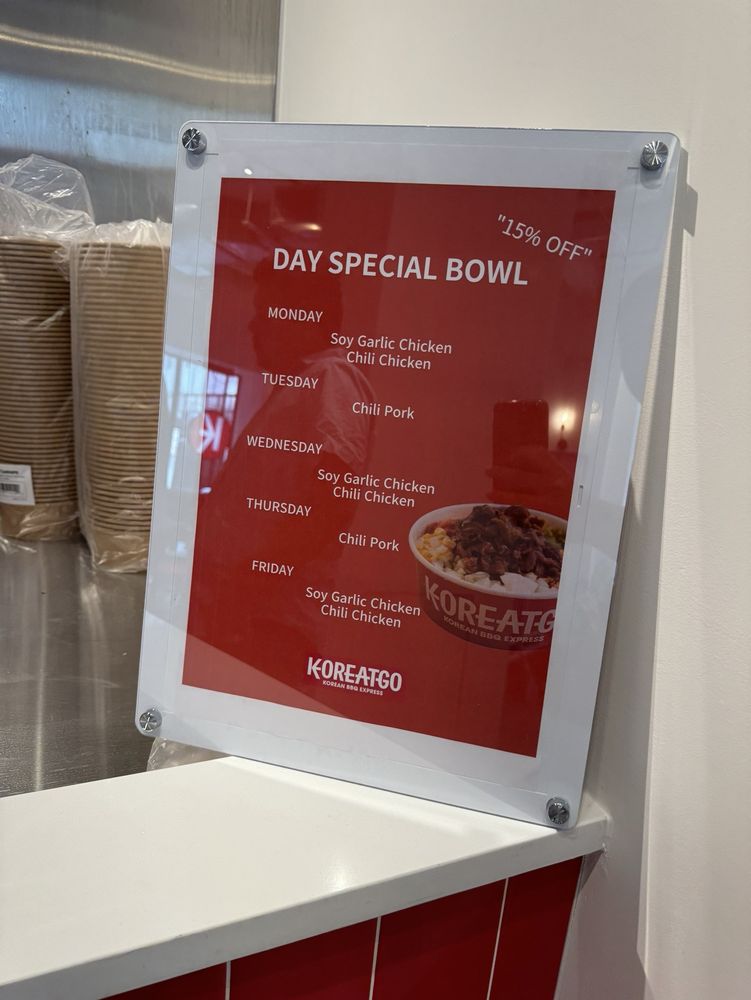 "15% OFF"
DAY SPECIAL BOWL
MONDAY
Soy Garlic Chicken
Chili Chicken
TUESDAY
Chili Pork
WEDNESDAY
Soy Garlic Chicken
Chili Chicken
THURSDAY
Chili Pork
FRIDAY
Soy Garlic Chicken
Chili Chicken
KOREATG
KOREAN BBQ EXPRESS
KOREATGO
KOREAN BBQ EXPRESS